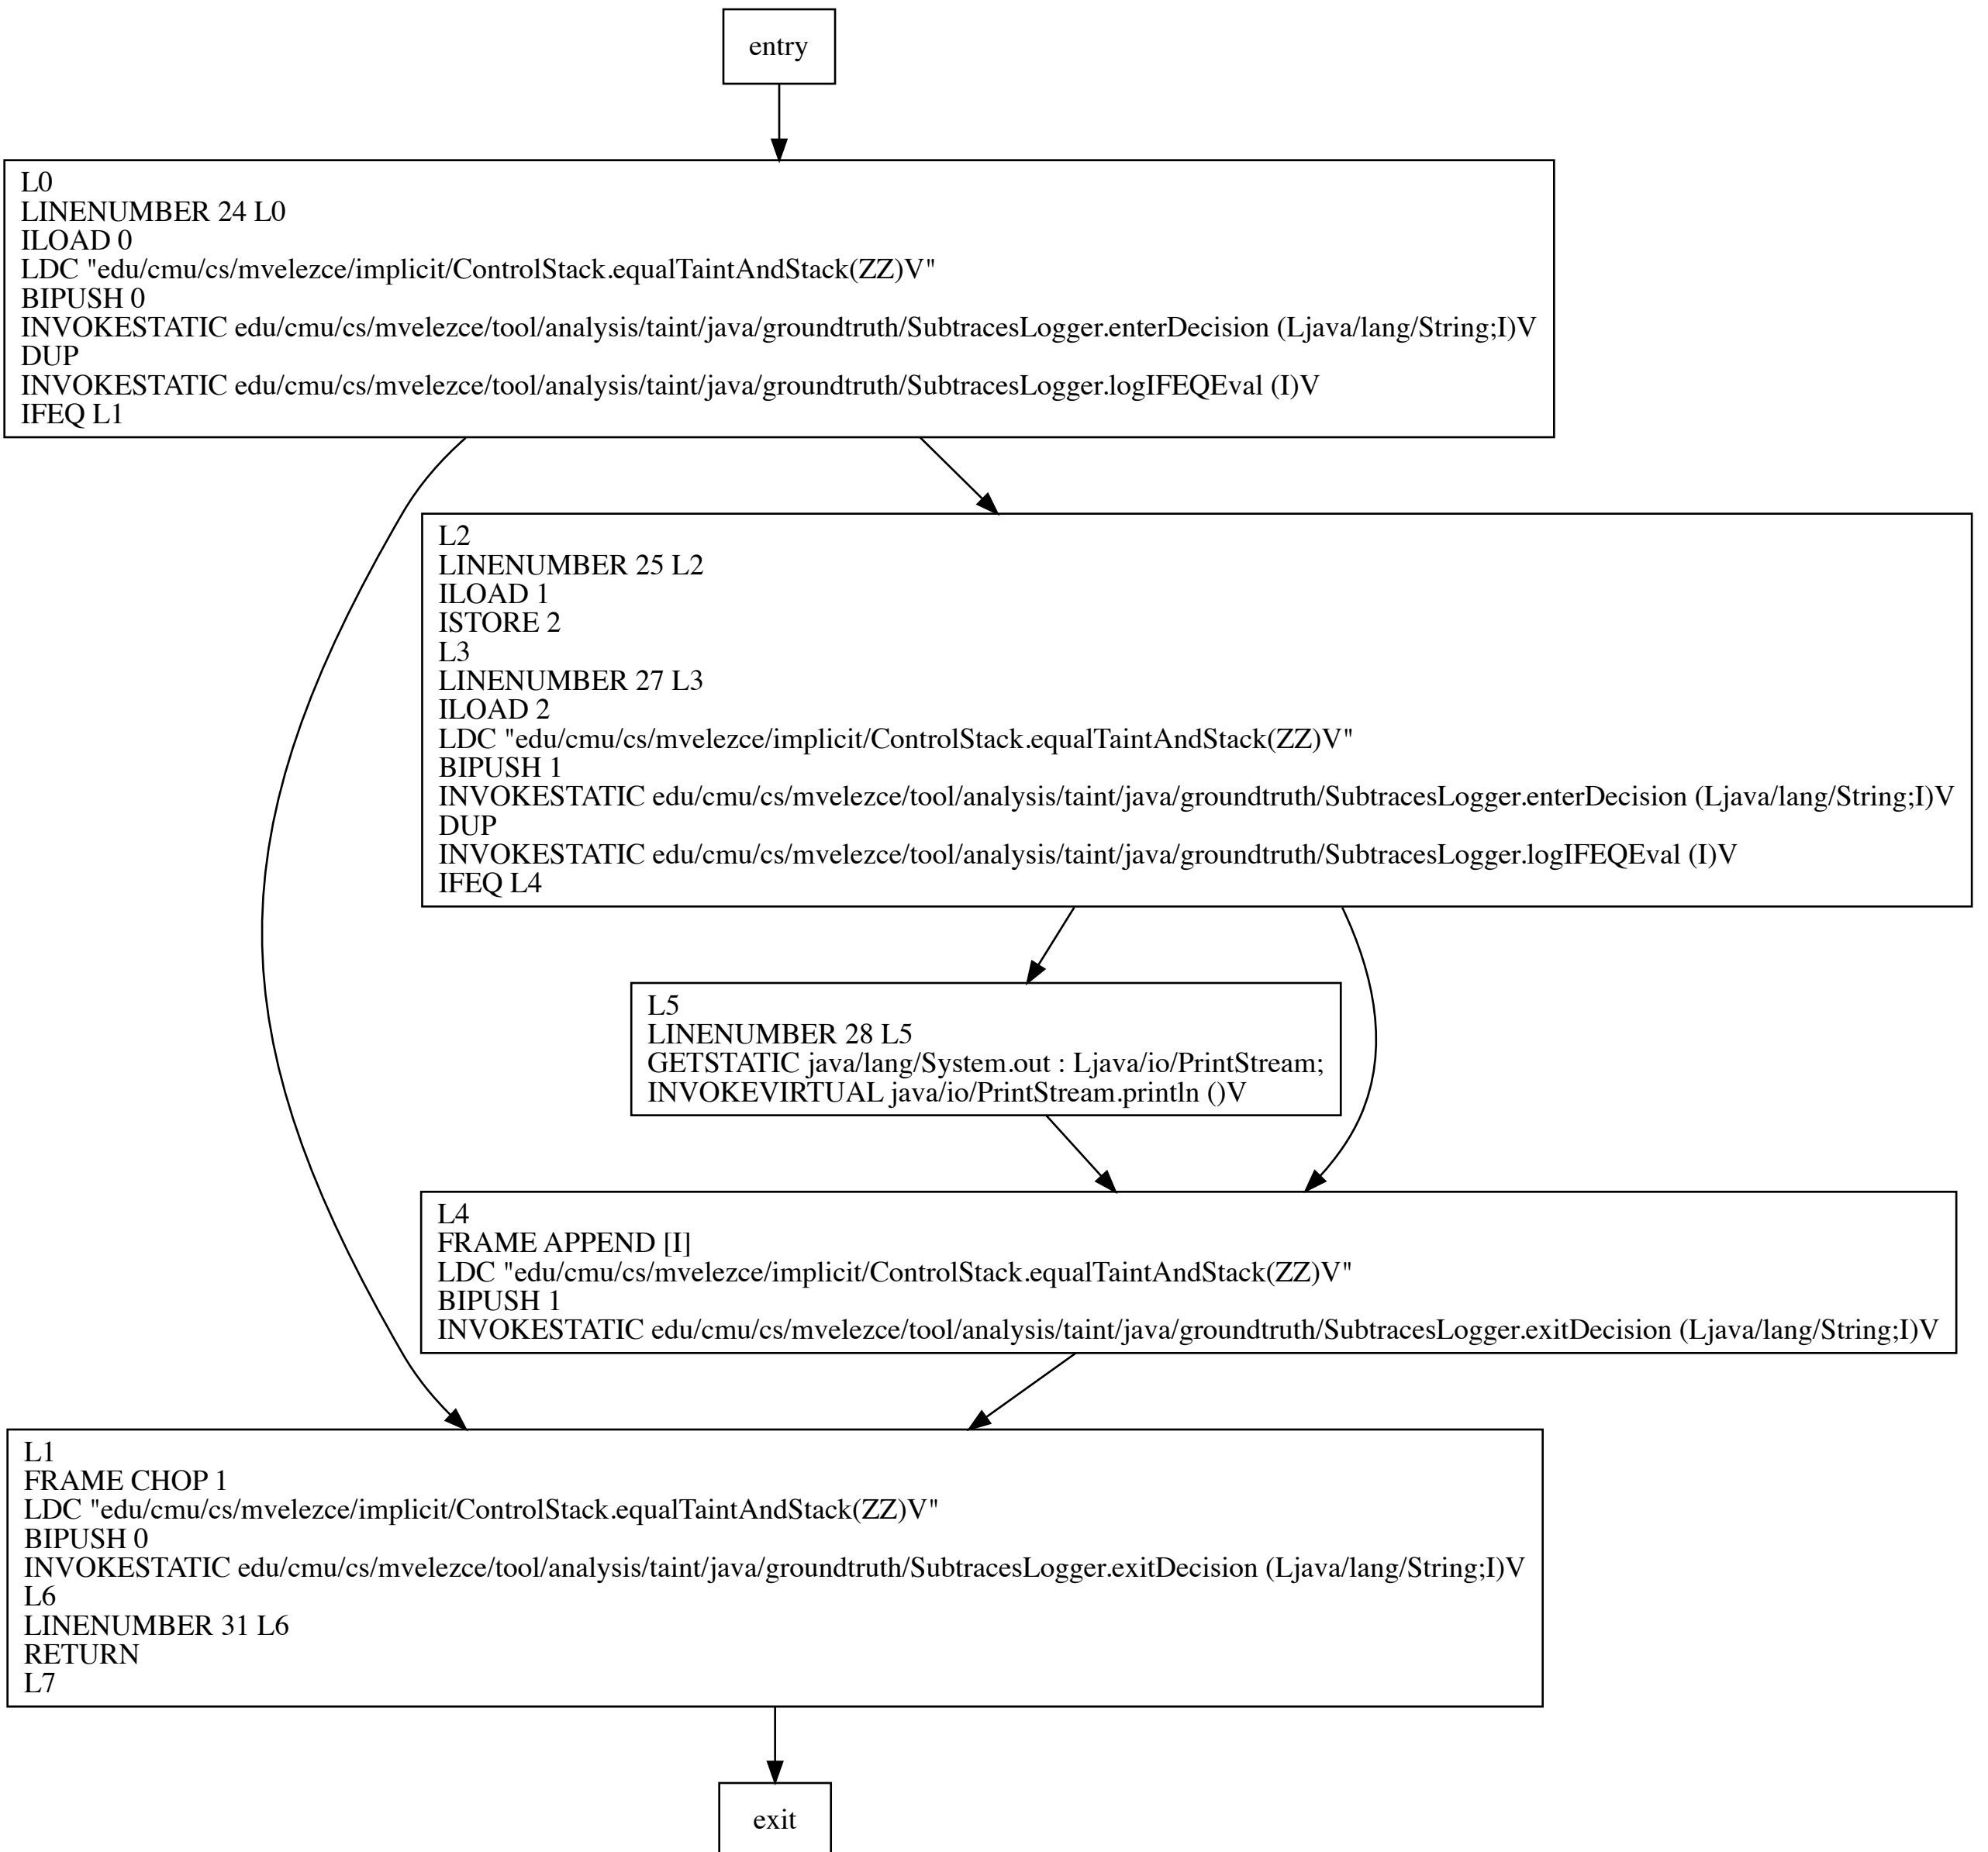 entry
L0
LINENUMBER 24 L0
ILOAD 0
LDC "edu/cmu/cs/mvelezce/implicit/ControlStack.equalTaintAndStack(ZZ)V"
BIPUSH 0
INVOKESTATIC edu/cmu/cs/mvelezce/tool/analysis/taint/java/groundtruth/SubtracesLogger.enterDecision (Ljava/lang/String;I)V
DUP
INVOKESTATIC edu/cmu/cs/mvelezce/tool/analysis/taint/java/groundtruth/SubtracesLogger.logIFEQEval (I)V
IFEQ L1
L2
LINENUMBER 25 L2
ILOAD 1
ISTORE 2
L3
LINENUMBER 27 L3
ILOAD 2
LDC "edu/cmu/cs/mvelezce/implicit/ControlStack.equalTaintAndStack(ZZ)V"
BIPUSH 1
INVOKESTATIC edu/cmu/cs/mvelezce/tool/analysis/taint/java/groundtruth/SubtracesLogger.enterDecision (Ljava/lang/String;I)V
DUP
INVOKESTATIC edu/cmu/cs/mvelezce/tool/analysis/taint/java/groundtruth/SubtracesLogger.logIFEQEval (I)V
IFEQ L4
L5
LINENUMBER 28 L5
GETSTATIC java/lang/System.out : Ljava/io/PrintStream;
INVOKEVIRTUAL java/io/PrintStream.println ()V
L4
FRAME APPEND [I]
LDC "edu/cmu/cs/mvelezce/implicit/ControlStack.equalTaintAndStack(ZZ)V"
BIPUSH 1
INVOKESTATIC edu/cmu/cs/mvelezce/tool/analysis/taint/java/groundtruth/SubtracesLogger.exitDecision (Ljava/lang/String;I)V
L1
FRAME CHOP 1
LDC "edu/cmu/cs/mvelezce/implicit/ControlStack.equalTaintAndStack(ZZ)V"
BIPUSH 0
INVOKESTATIC edu/cmu/cs/mvelezce/tool/analysis/taint/java/groundtruth/SubtracesLogger.exitDecision (Ljava/lang/String;I)V
L6
LINENUMBER 31 L6
RETURN
L7
exit